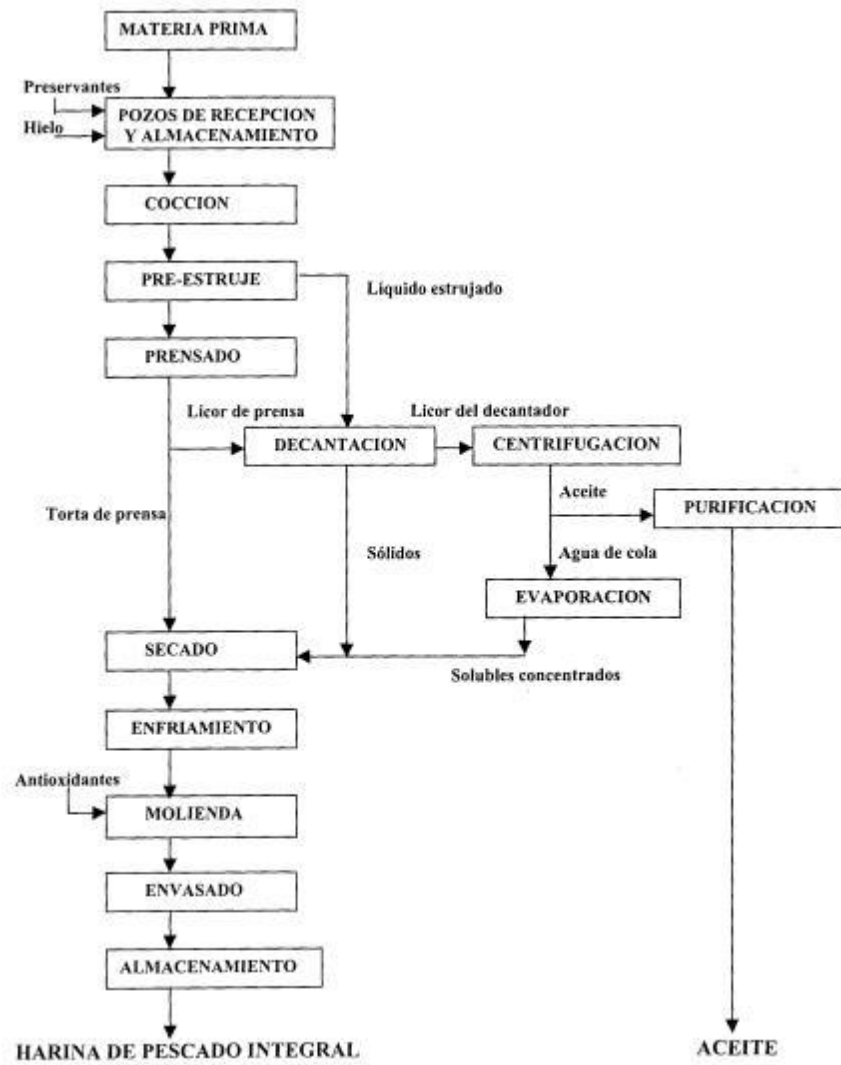 MATERIA PRIMA
Preservantes
Hielo
POZOS DE RECEPCION
Y ALMACENAMIENTO
COCCION
PRE-ESTRUJE
Líquido estrujado
PRENSADO
Licor de prensa
Licor del decantador
DECANTACION
CENTRIFUGACION
Aceite
PURIFICACION
Torta de prensa
Sólidos
Agua de cola
EVAPORACION
SECADO
Solubles concentrados
ENFRIAMIENTO
Antioxidantes
MOLIENDA
ENVASADO
ALMACENAMIENTO
HARINA DE PESCADO INTEGRAL
ACEITE